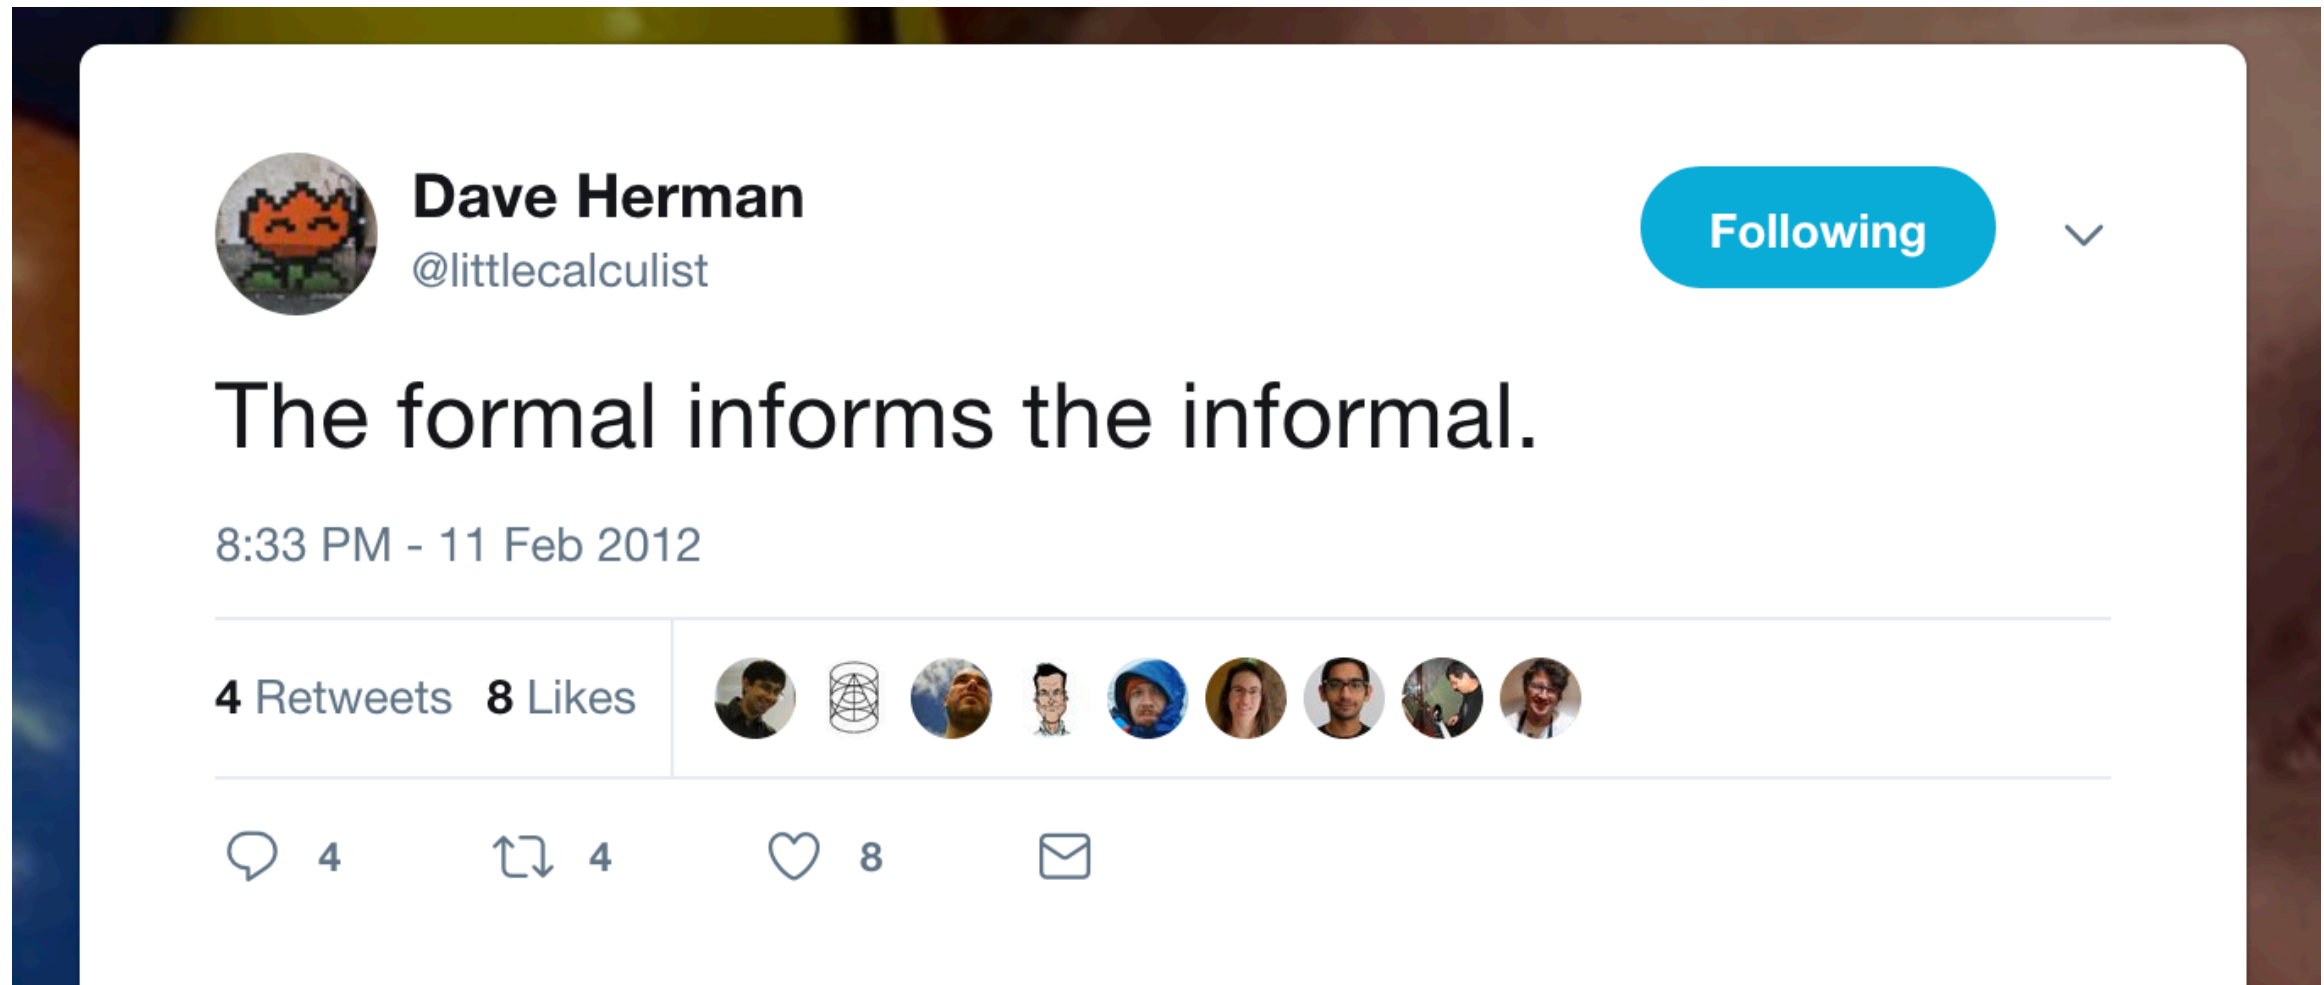 Dave Herman
@littlecalculist
Following
The formal informs the informal.
8:33 PM - 11 Feb 2012
4 Retweets 8 Likes
4 4 8